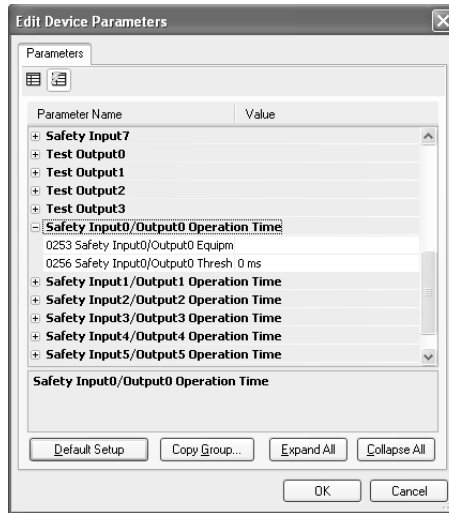 Edit Device Parameters
Parameters
Parameter Name Value
Safety Input7
Test Output0
Test Output1
Test Output2
Test Output3
Safety Input0/Output0 Operation Time
0253 Safety Input0/Output0 Equipm
0256 Safety Input0/Output0 Thresh 0 ms
Safety Input1/Output1 Operation Time
Safety Input2/Output2 Operation Time
Safety Input3/Output3 Operation Time
Safety Input4/Output4 Operation Time
Safety Input5/Output5 Operation Time
Safety Input0/Output0 Operation Time
Default Setup Copy Group... Expand All Collapse All
OK Cancel